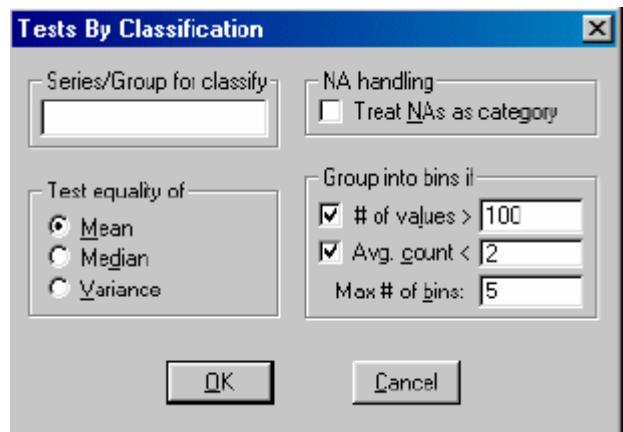 Tests By Classification
Series/Group for classify
NA handling
Treat NAs as category
Test equality of
Mean
Median
Variance
Group into bins if
# of values > 100
Avg. count < 2
Max # of bins: 5
OK
Cancel